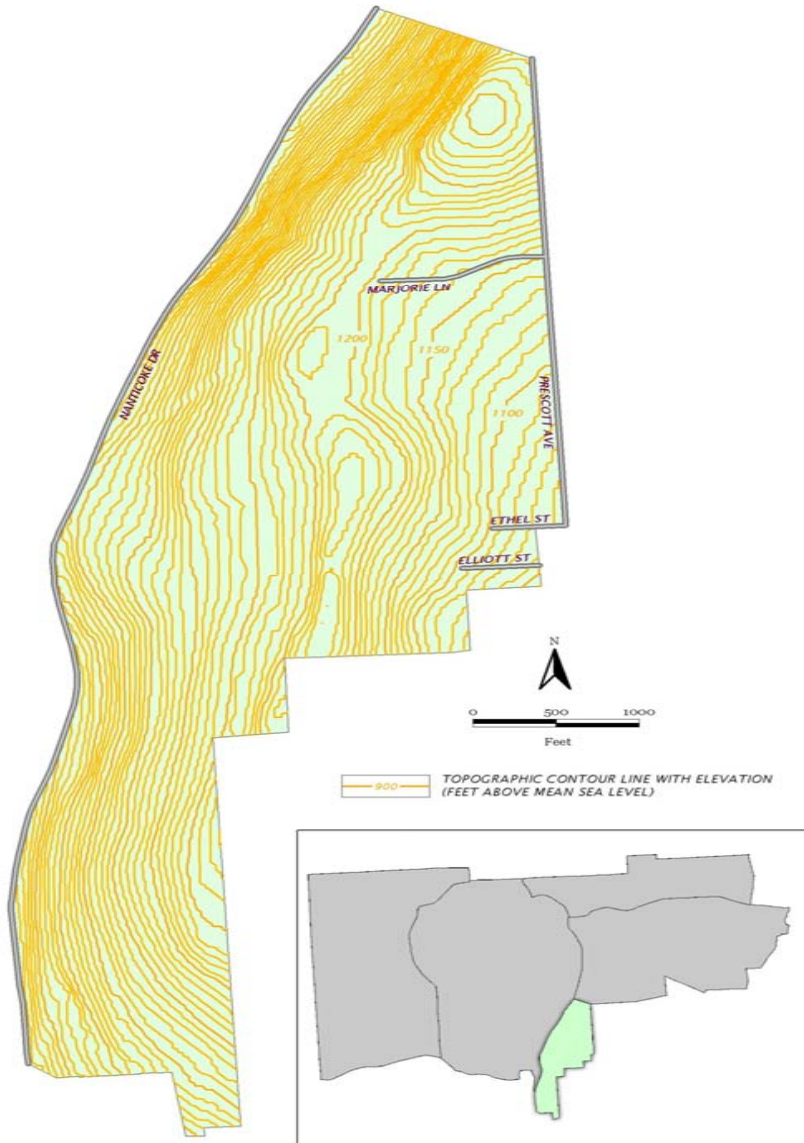 MARJORIE LN
1200
1150
NANTICOKE DR
PRESCOTT AVE
1100
ETHEL ST
ELLIOTT ST
N
0 500 1000
Feet
900
TOPOGRAPHIC CONTOUR LINE WITH ELEVATION
(FEET ABOVE MEAN SEA LEVEL)